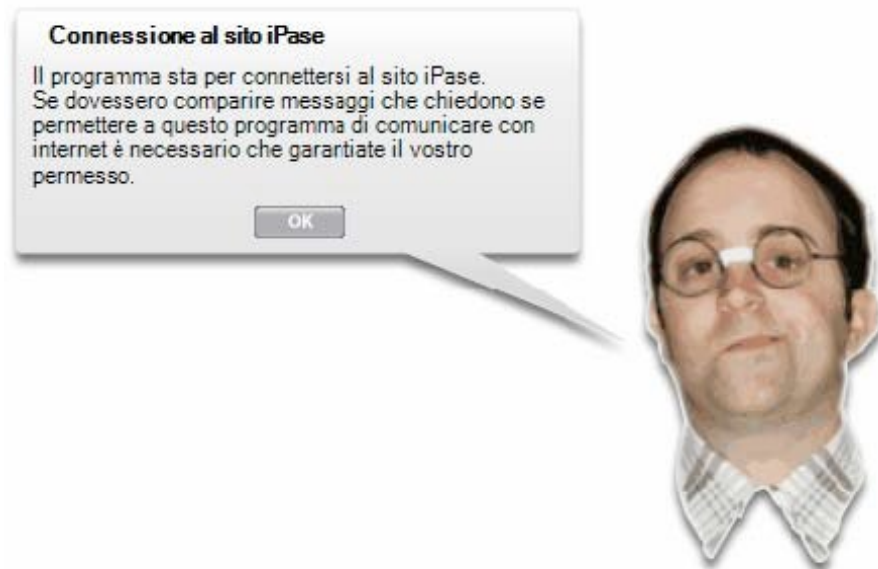 Connessione al sito iPase
Il programma sta per connettersi al sito iPase.
Se dovessero comparire messaggi che chiedono se
permettere a questo programma di comunicare con
internet è necessario che garantiate il vostro
permesso.
OK